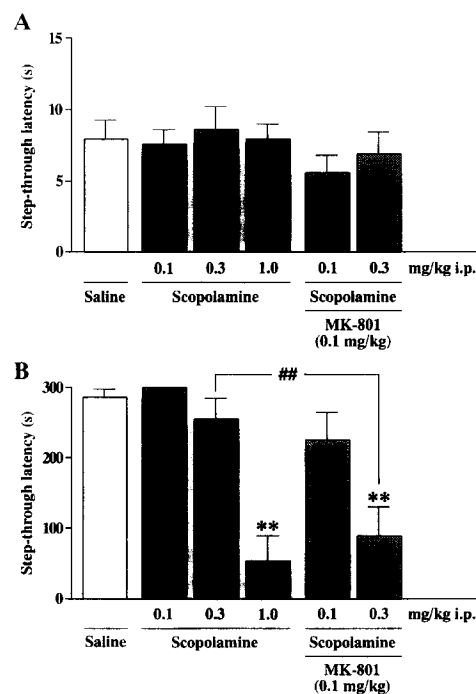 A
Step-through latency (s)
15
10
5
0
0.1 0.3 1.0 0.1 0.3 mg/kg i.p.
Saline Scopolamine Scopolamine
MK-801
(0.1 mg/kg)
B
##
Step-through latency (s)
300
200
100
0
** **
0.1 0.3 1.0 0.1 0.3 mg/kg i.p.
Saline Scopolamine Scopolamine
MK-801
(0.1 mg/kg)